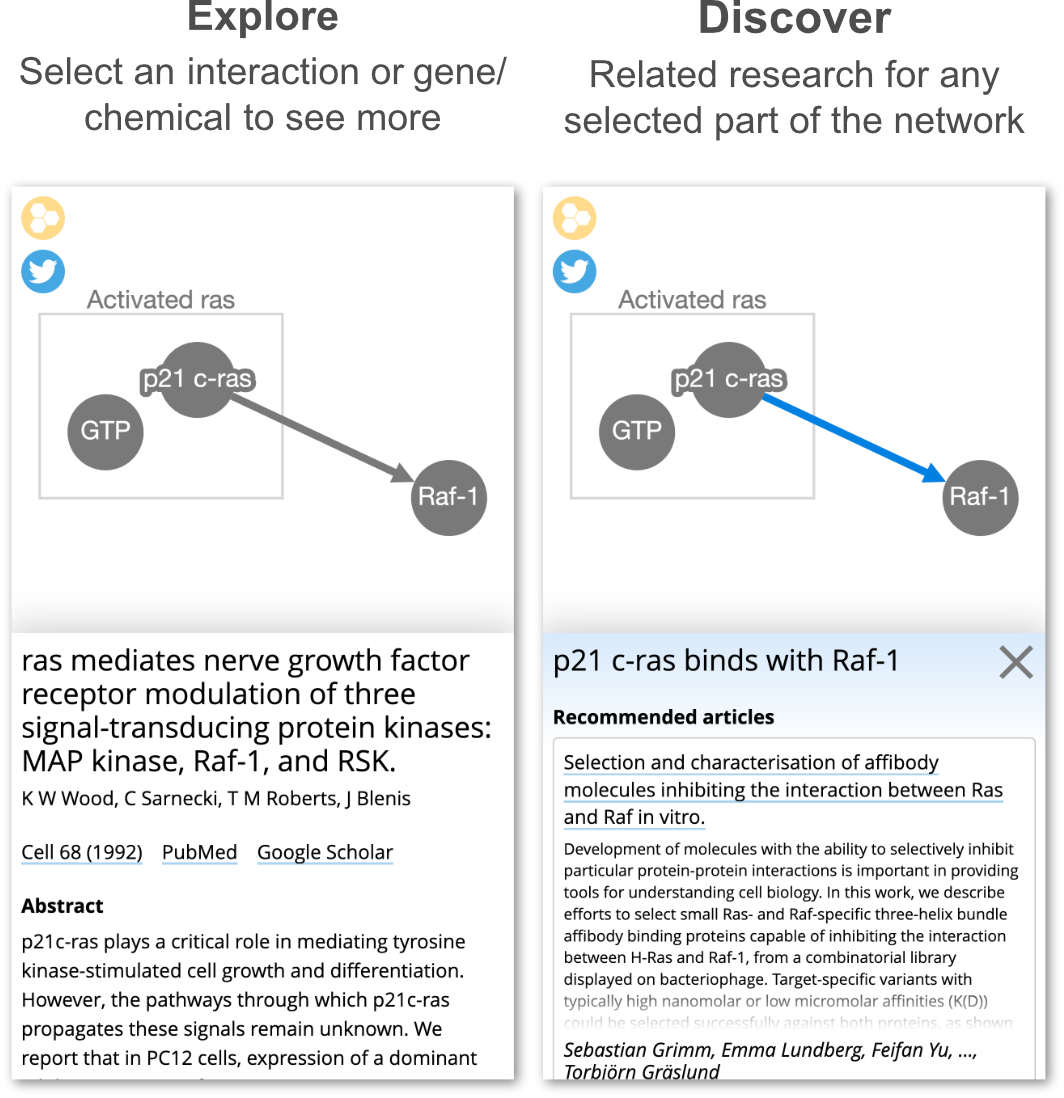 Explore
Select an interaction or gene/
chemical to see more
Activated ras
p21 c-ras
GTP
Raf-1
ras mediates nerve growth factor
receptor modulation of three
signal-transducing protein kinases:
MAP kinase, Raf-1, and RSK.
K W Wood, C Sarnecki, T M Roberts, J Blenis
Cell 68 (1992) PubMed Google Scholar
Abstract
p21c-ras plays a critical role in mediating tyrosine
kinase-stimulated cell growth and differentiation.
However, the pathways through which p21c-ras
propagates these signals remain unknown. We
report that in PC12 cells, expression of a dominant
Discover
Related research for any
selected part of the network
Activated ras
p21 c-ras
GTP
Raf-1
p21 c-ras binds with Raf-1
Recommended articles
Selection and characterisation of affibody
molecules inhibiting the interaction between Ras
and Raf in vitro.
Development of molecules with the ability to selectively inhibit
particular protein-protein interactions is important in providing
tools for understanding cell biology. In this work, we describe
efforts to select small Ras- and Raf-specific three-helix bundle
affibody binding proteins capable of inhibiting the interaction
between H-Ras and Raf-1, from a combinatorial library
displayed on bacteriophage. Target-specific variants with
typically high nanomolar or low micromolar affinities (K(D))
could be selected successfully against both proteins, as shown
Sebastian Grimm, Emma Lundberg, Feifan Yu, ...,
Torbjörn Gräslund